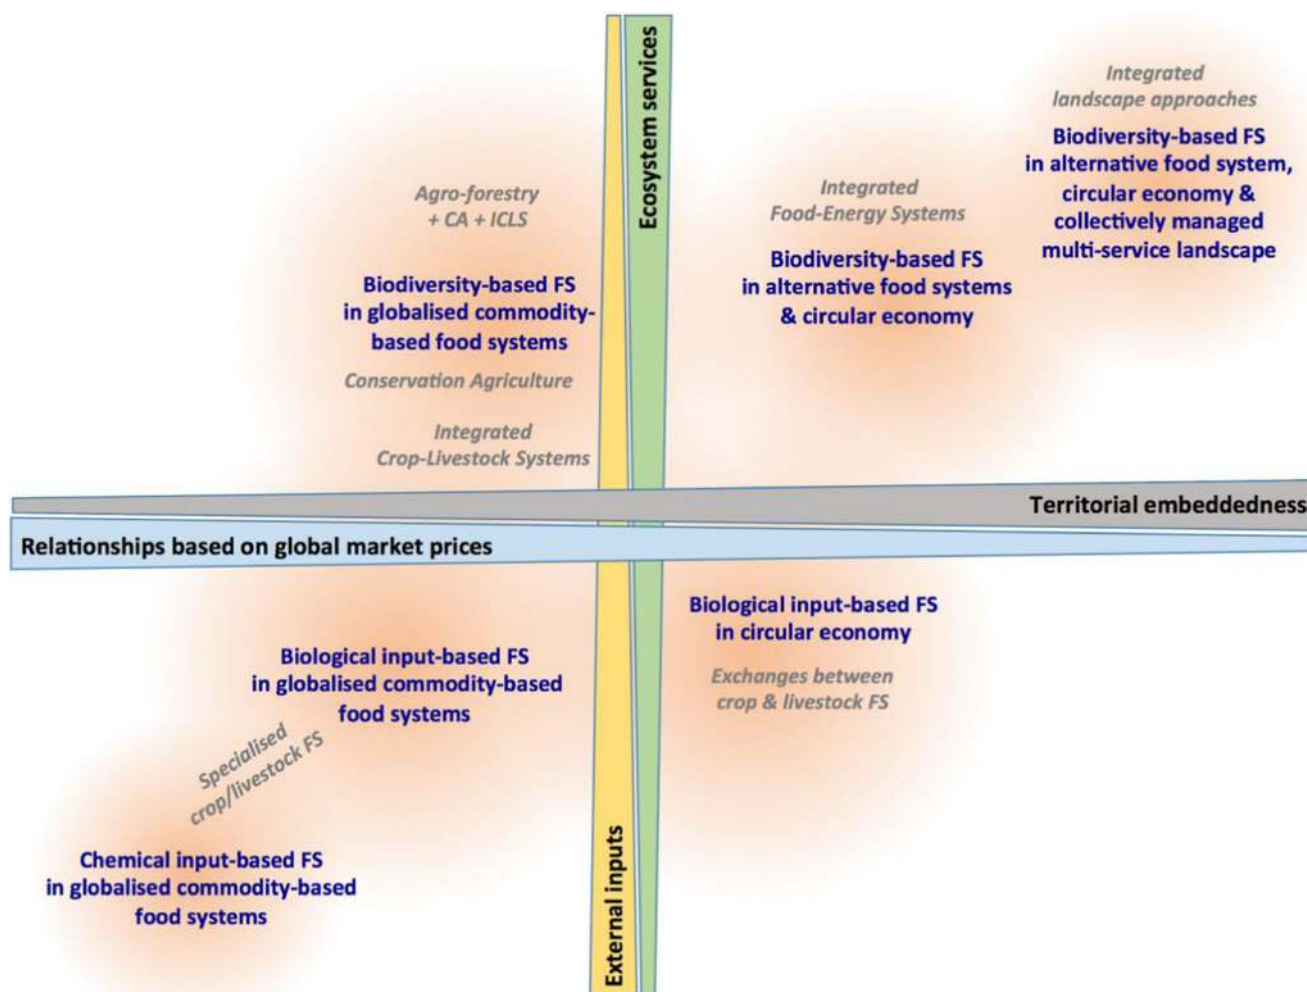 Ecosystem services
Integrated
landscape approaches
Biodiversity-based FS
in alternative food system,
circular economy &
collectively managed
multi-service landscape
Integrated
Food-Energy Systems
Biodiversity-based FS
in alternative food systems
& circular economy
Agro-forestry
+ CA + ICLS
Biodiversity-based FS
in globalised commodity-
based food systems
Conservation Agriculture
Integrated
Crop-Livestock Systems
Territorial embeddedness
Relationships based on global market prices
Biological input-based FS
in circular economy
Exchanges between
crop & livestock FS
Biological input-based FS
in globalised commodity-based
food systems
Specialised
crop/livestock FS
Chemical input-based FS
in globalised commodity-based
food systems
External inputs